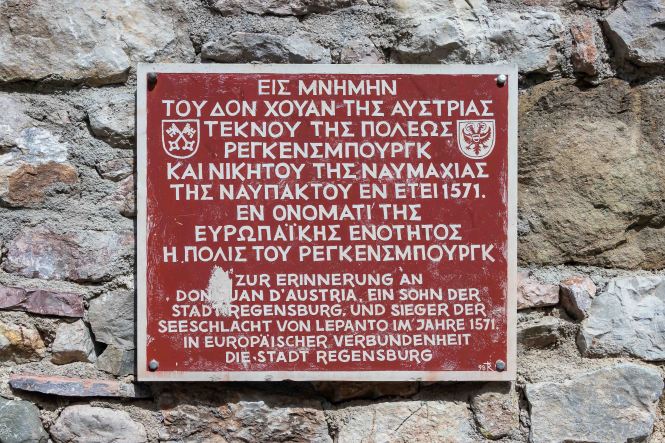 ΕΙΣ ΜΝΗΜΗΝ
ΤΟΥ ΔΟΝ ΧΟΥΑΝ ΤΗΣ ΑΥΣΤΡΙΑΣ
ΤΕΚΝΟΥ ΤΗΣ ΠΟΛΕΩΣ
ΡΕΓΚΕΝΣΜΠΟΥΡΓΚ
ΚΑΙ ΝΙΚΗΤΟΥ ΤΗΣ ΝΑΥΜΑΧΙΑΣ
ΤΗΣ ΝΑΥΠΑΚΤΟΥ ΕΝ ΕΤΕΙ 1571.
ΕΝ ΟΝΟΜΑΤΙ ΤΗΣ
ΕΥΡΩΠΑΪΚΗΣ ΕΝΟΤΗΤΟΣ
Η ΠΟΛΙΣ ΤΟΥ ΡΕΓΚΕΝΣΜΠΟΥΡΓΚ
ZUR ERINNERUNG AN
D'AUSTRIA, EIN SOHN DER
STADT REGENSBURG, UND SIEGER DER
SEESCHLACHT VON LEPANTO IM JAHRE 1571.
IN EUROPÄISCHER VERBUNDENHEIT
DIE STADT REGENSBURG